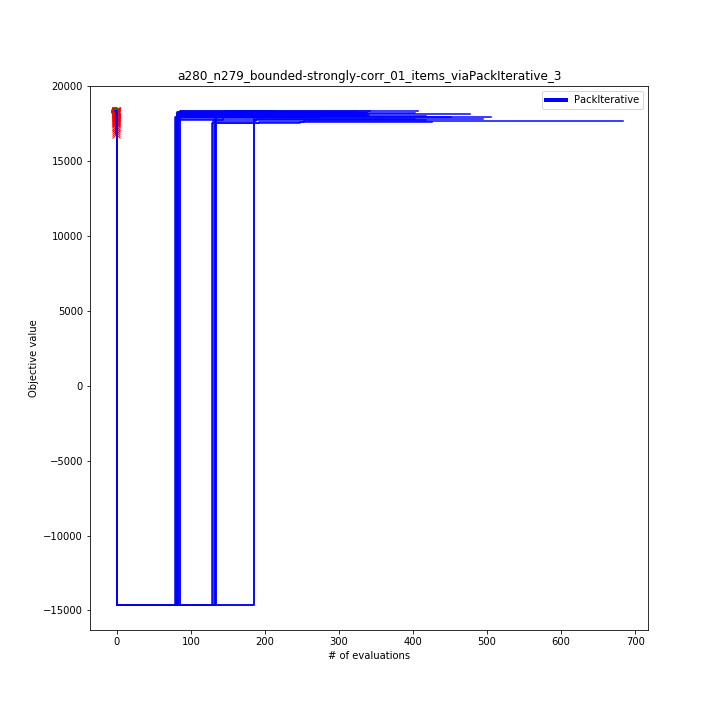 a280_n279_bounded-strongly-corr_01_items_viaPackIterative_3
PackIterative
20000
15000
10000
5000
0
−5000
−10000
−15000
Objective value
0 100 200 300 400 500 600 700
# of evaluations